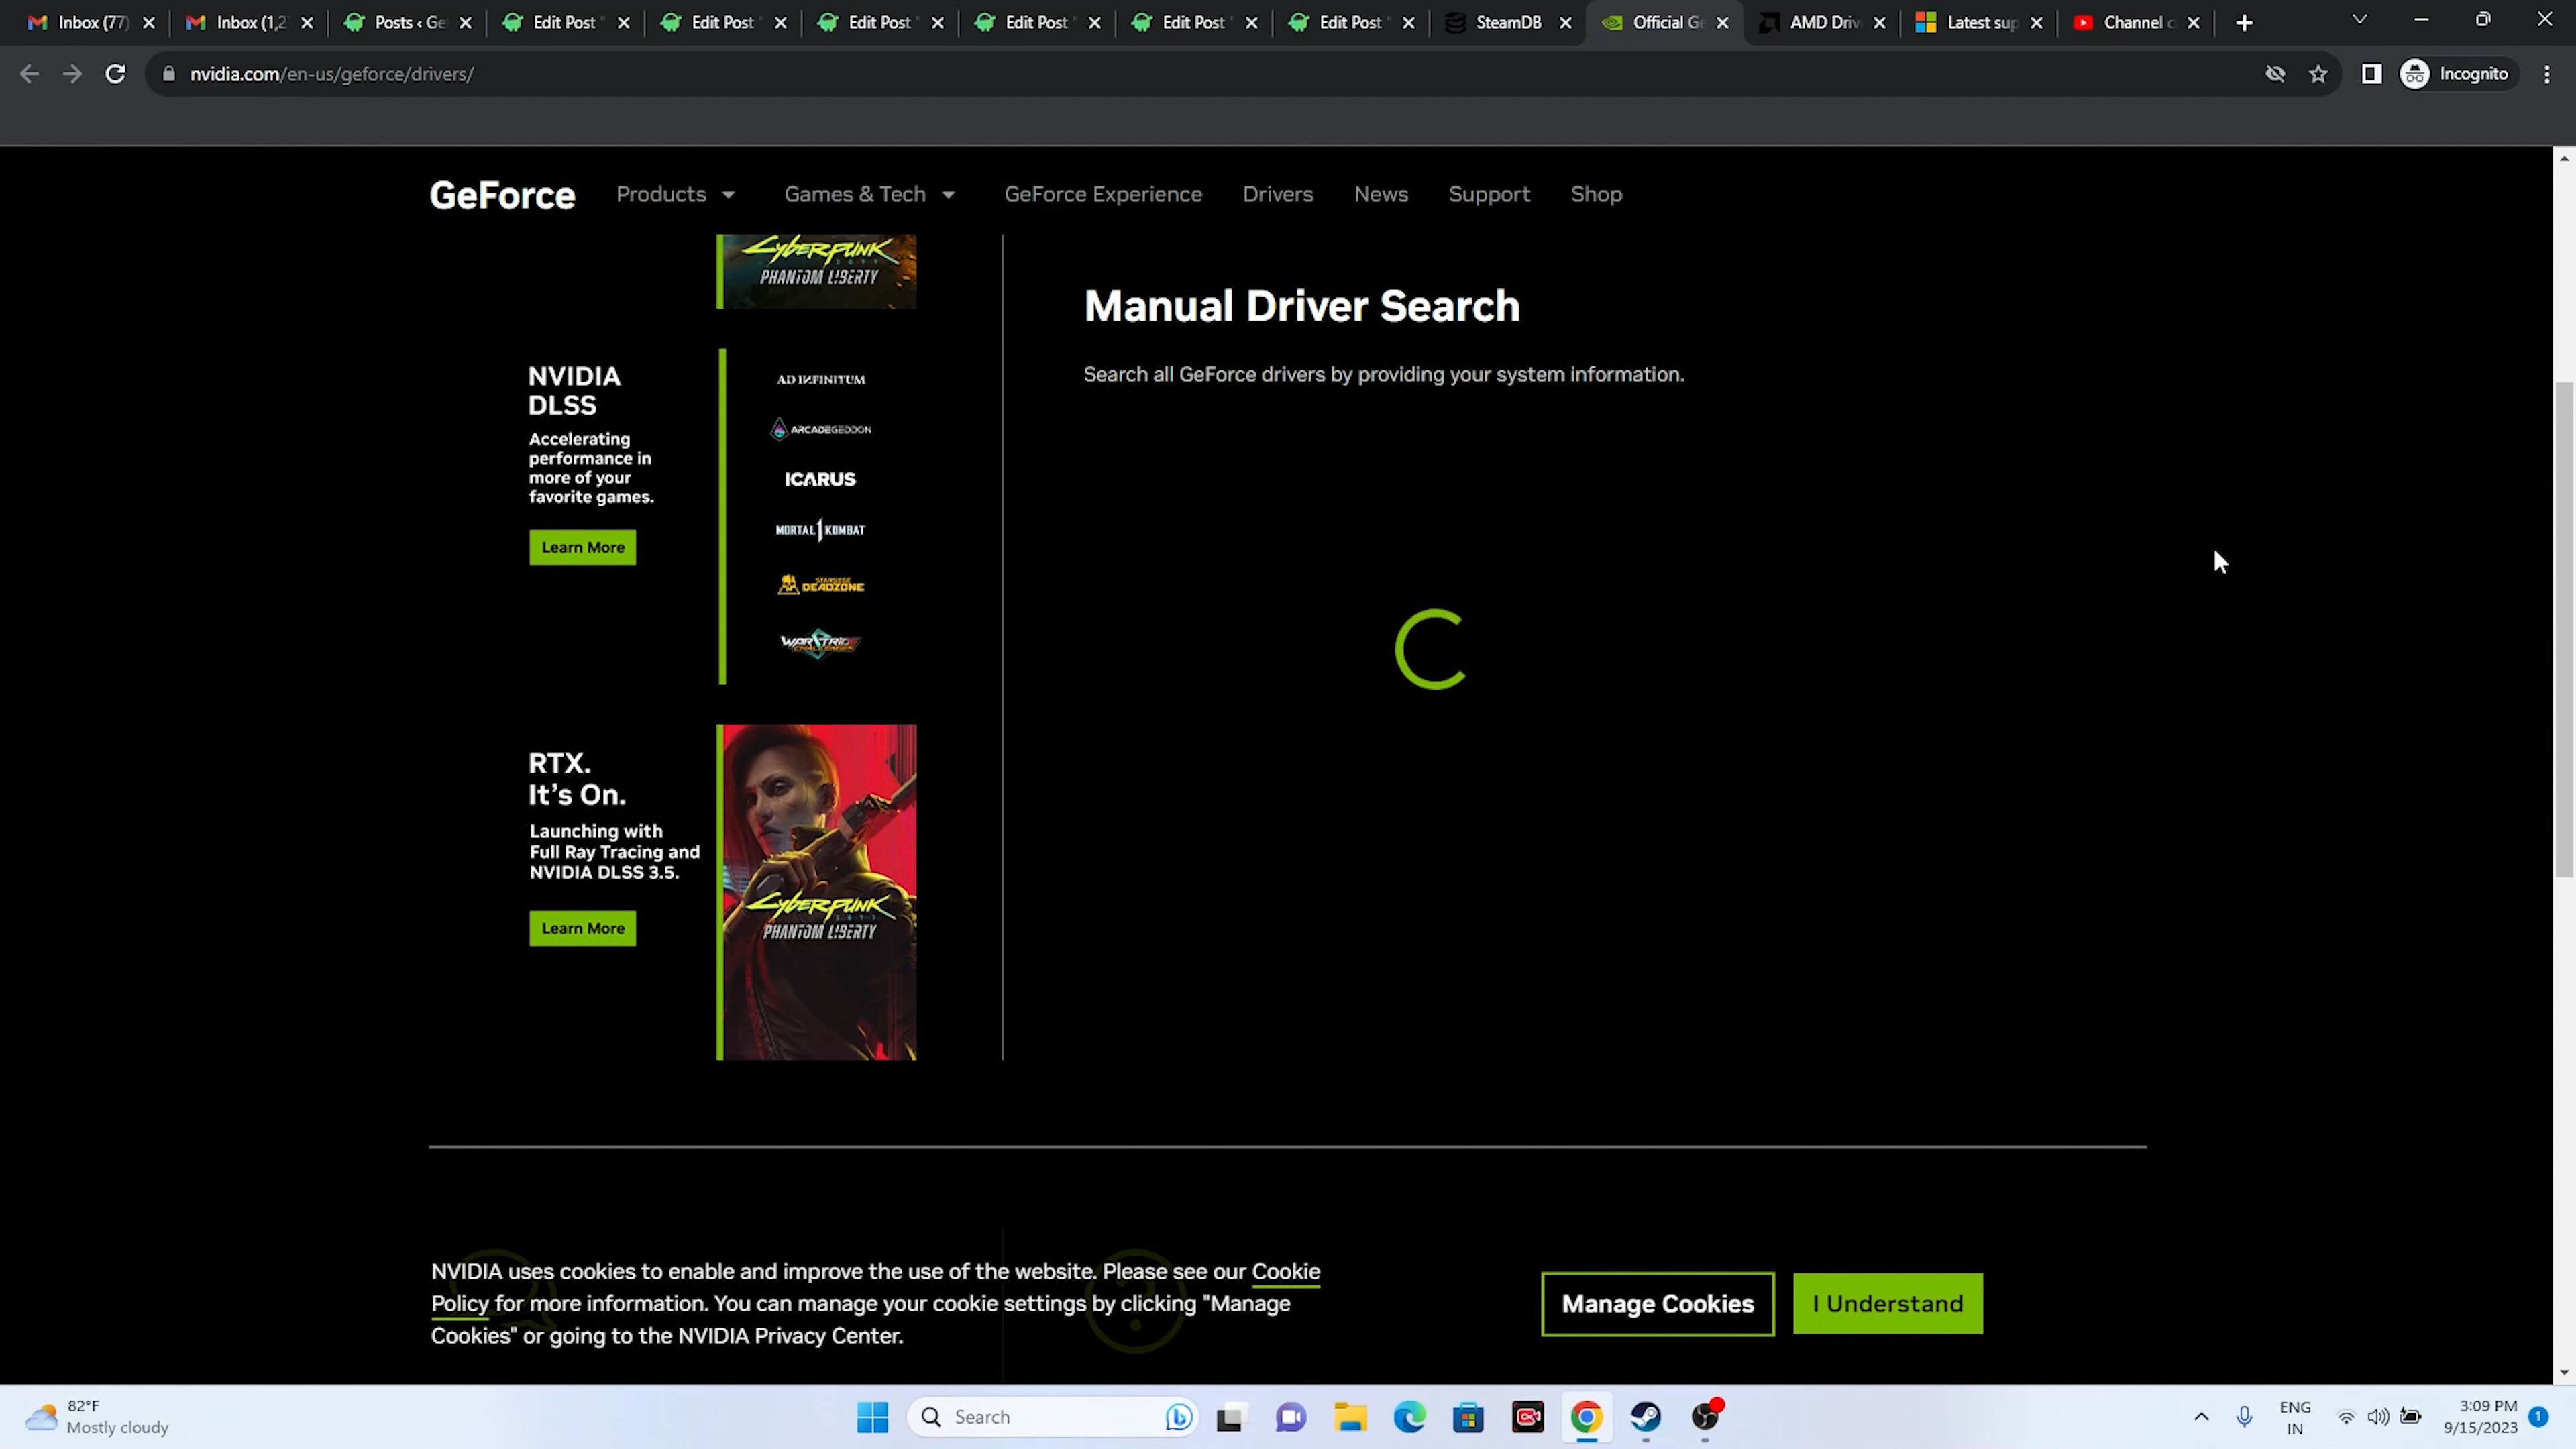 Inbox (77)
Inbox (1,2
Posts ‹ Ge
Edit Post "
Edit Post "
Edit Post "
Edit Post "
Edit Post "
Edit Post "
SteamDB
Official Ge
AMD Driv
Latest sup
Channel c
nvidia.com/en-us/geforce/drivers/
Incognito
GeForce
Products
Games & Tech
GeForce Experience
Drivers
News
Support
Shop
CYBERPUNK
2077
PHANTOM LIBERTY
NVIDIA
DLSS
Accelerating
performance in
more of your
favorite games.
Learn More
AD INFINITUM
ARCADEGEDDON
ICARUS
MORTAL 1 KOMBAT
STARSIEGE
DEADZONE
WARSTRIDE
CHALLENGES
RTX.
It's On.
Launching with
Full Ray Tracing and
NVIDIA DLSS 3.5.
Learn More
CYBERPUNK
2077
PHANTOM LIBERTY
Manual Driver Search
Search all GeForce drivers by providing your system information.
NVIDIA uses cookies to enable and improve the use of the website. Please see our Cookie
Policy for more information. You can manage your cookie settings by clicking "Manage
Cookies" or going to the NVIDIA Privacy Center.
Manage Cookies
I Understand
82°F
Mostly cloudy
Search
ENG
IN
3:09 PM
9/15/2023
1